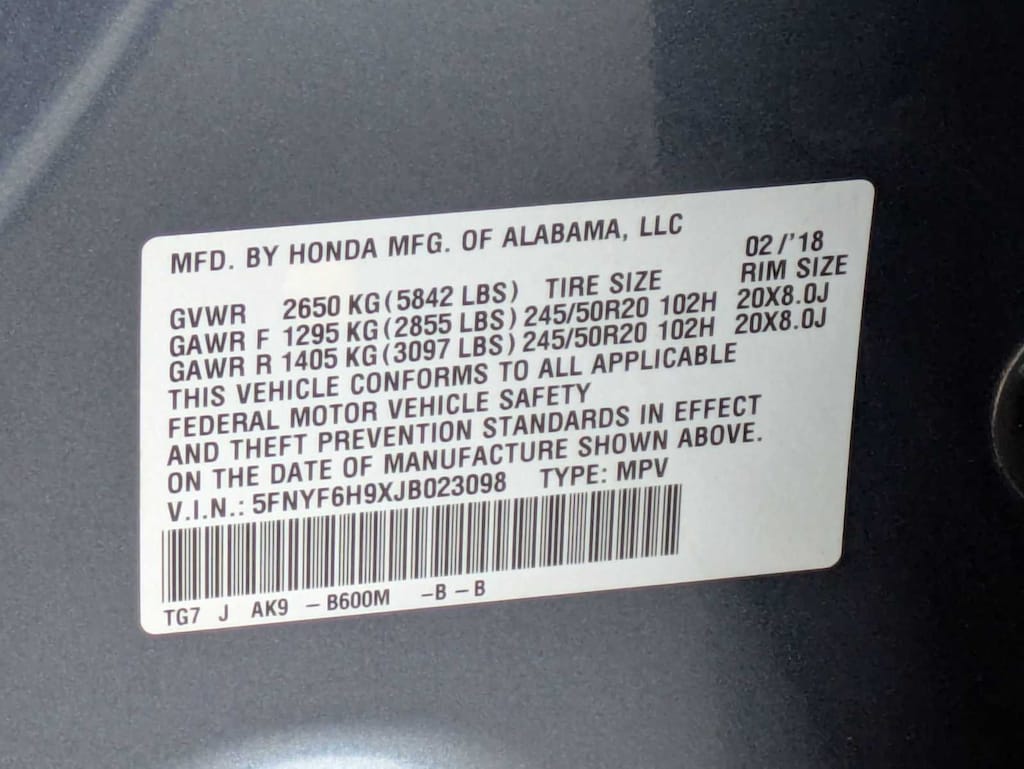 MFD. BY HONDA MFG. OF ALABAMA, LLC
02/'18
GVWR 2650 KG (5842 LBS) TIRE SIZE RIM SIZE
GAWR F 1295 KG (2855 LBS) 245/50R20 102H 20X8.0J
GAWR R 1405 KG (3097 LBS) 245/50R20 102H 20X8.0J
THIS VEHICLE CONFORMS TO ALL APPLICABLE
FEDERAL MOTOR VEHICLE SAFETY
AND THEFT PREVENTION STANDARDS IN EFFECT
ON THE DATE OF MANUFACTURE SHOWN ABOVE.
V.I.N.: 5FNYF6H9XJB023098 TYPE: MPV
TG7 J AK9 -B600M -B-B